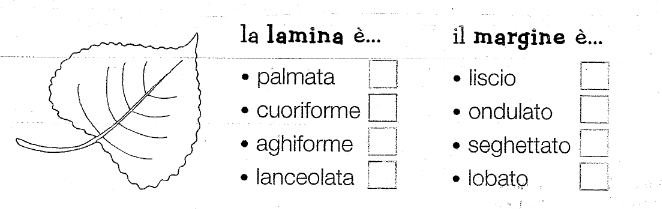 la lamina è...
• palmata
• cuoriforme
• aghiforme
• lanceolata
il margine è...
• liscio
• ondulato
• seghettato
• lobato